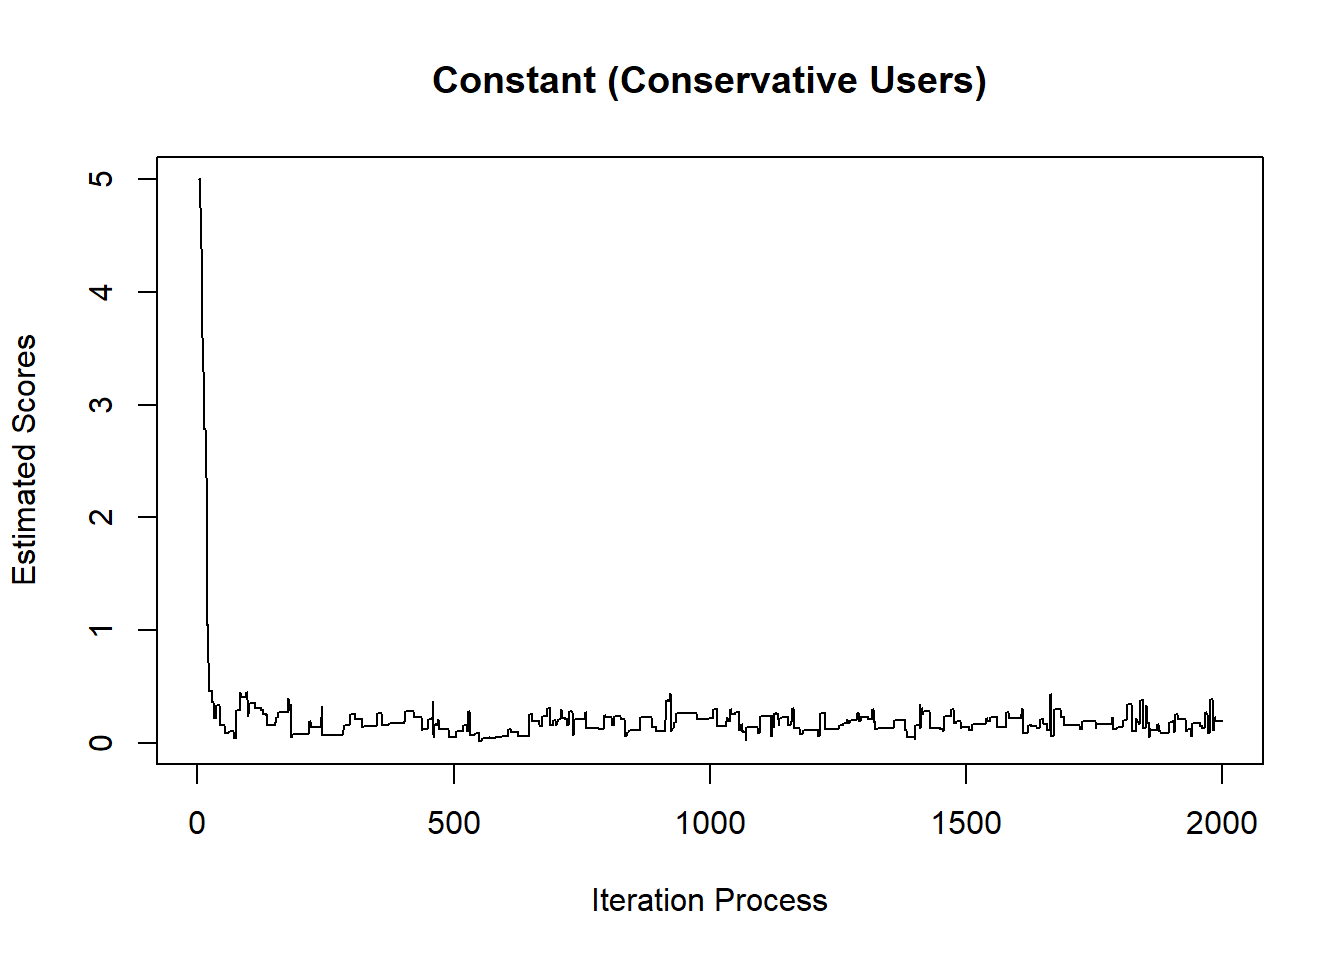 Constant (Conservative Users)
Estimated Scores
5
4
3
2
1
0
0 500 1000 1500 2000
Iteration Process